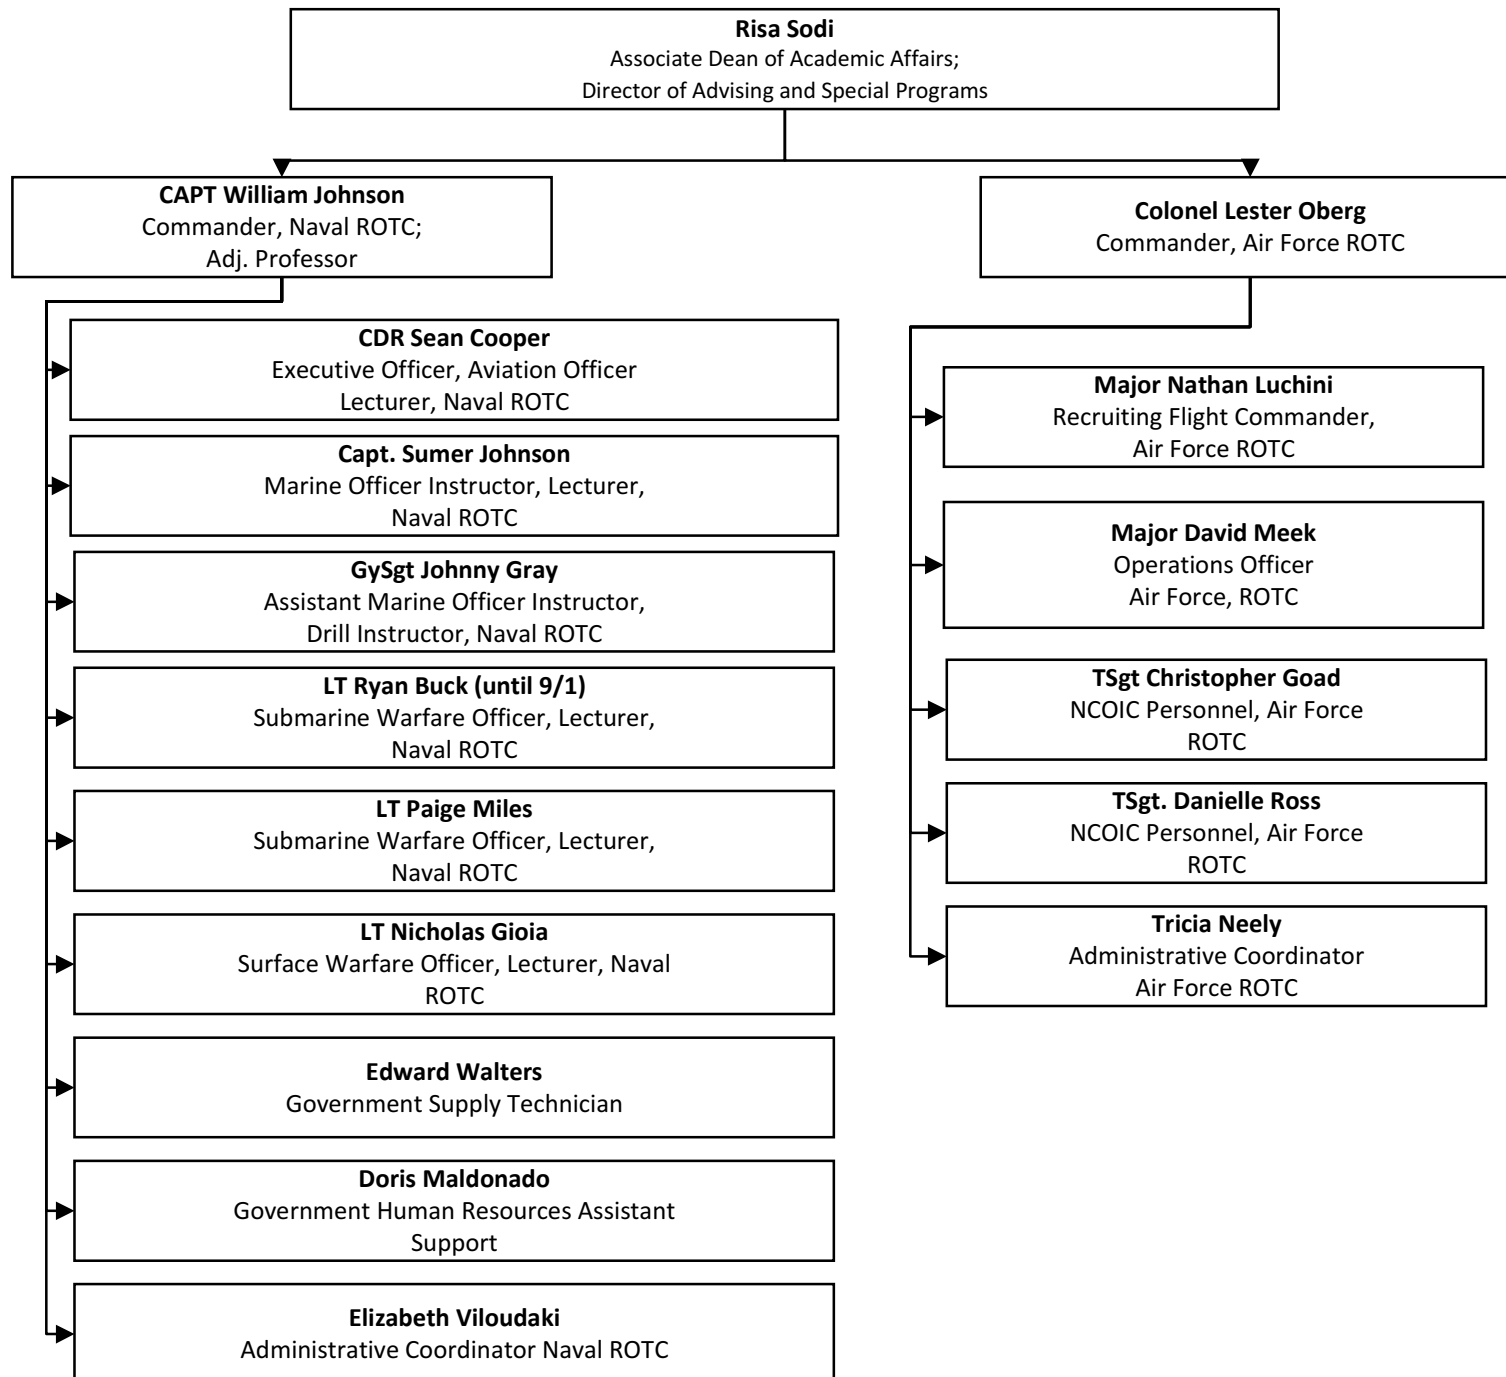 Risa Sodi
Associate Dean of Academic Affairs;
Director of Advising and Special Programs
CAPT William Johnson
Commander, Naval ROTC;
Adj. Professor
Colonel Lester Oberg
Commander, Air Force ROTC
CDR Sean Cooper
Executive Officer, Aviation Officer
Lecturer, Naval ROTC
Capt. Sumer Johnson
Marine Officer Instructor, Lecturer,
Naval ROTC
GySgt Johnny Gray
Assistant Marine Officer Instructor,
Drill Instructor, Naval ROTC
LT Ryan Buck (until 9/1)
Submarine Warfare Officer, Lecturer,
Naval ROTC
LT Paige Miles
Submarine Warfare Officer, Lecturer,
Naval ROTC
LT Nicholas Gioia
Surface Warfare Officer, Lecturer, Naval
ROTC
Edward Walters
Government Supply Technician
Doris Maldonado
Government Human Resources Assistant
Support
Elizabeth Viloudaki
Administrative Coordinator Naval ROTC
Major Nathan Luchini
Recruiting Flight Commander,
Air Force ROTC
Major David Meek
Operations Officer
Air Force, ROTC
TSgt Christopher Goad
NCOIC Personnel, Air Force
ROTC
TSgt. Danielle Ross
NCOIC Personnel, Air Force
ROTC
Tricia Neely
Administrative Coordinator
Air Force ROTC